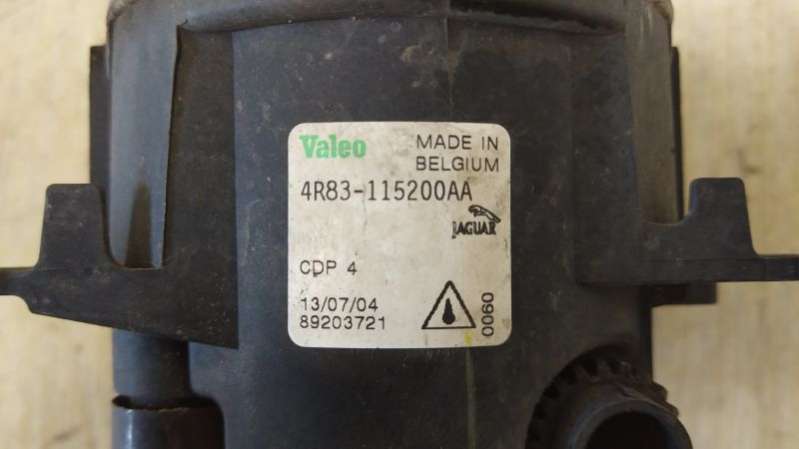 Valeo MADE IN
BELGIUM
4R83-115200AA
JAGUAR
CDP 4
13/07/04
89203721
0060